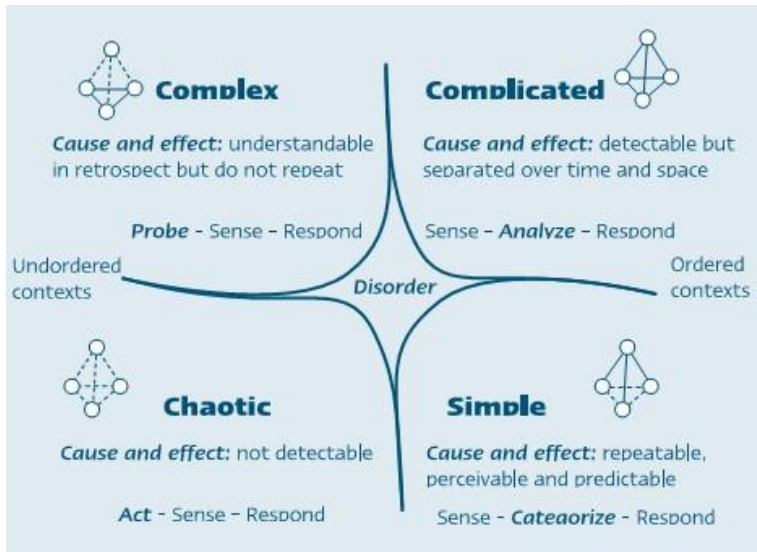 Complex
Cause and effect: understandable
in retrospect but do not repeat
Probe - Sense - Respond
Complicated
Cause and effect: detectable but
separated over time and space
Sense - Analyze - Respond
Undordered
contexts
Disorder
Ordered
contexts
Chaotic
Cause and effect: not detectable
Act - Sense - Respond
Simple
Cause and effect: repeatable,
perceivable and predictable
Sense - Categorize - Respond